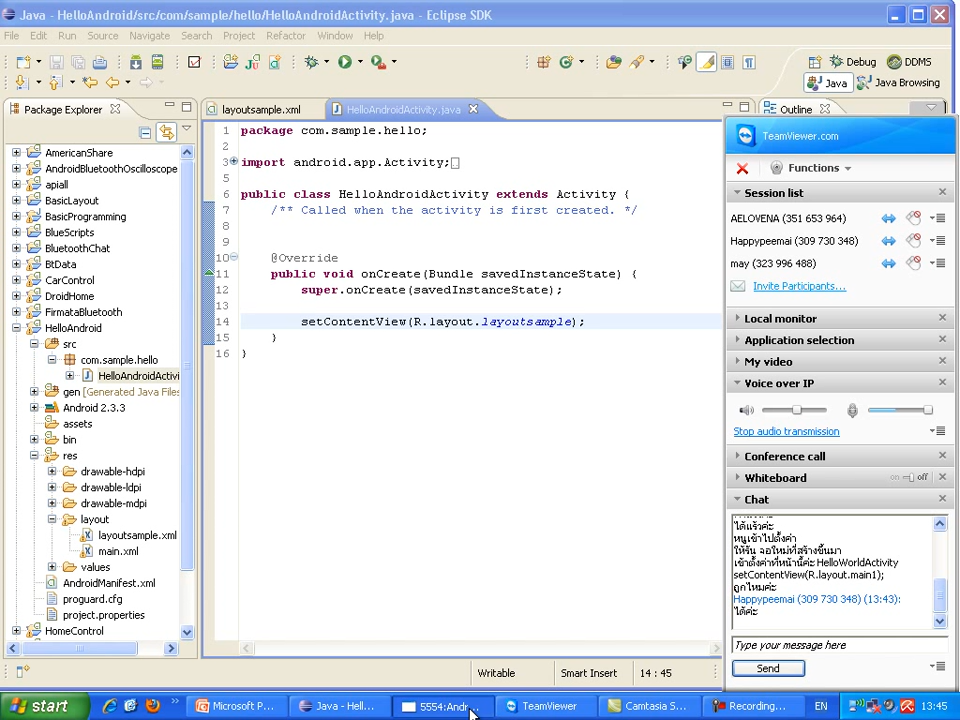 Java - HelloAndroid/src/com/sample/hello/HelloAndroidActivity.java - Eclipse SDK
File Edit Run Source Navigate Search Project Refactor Window Help
Debug DDMS
Java Java Browsing
Package Explorer
layoutsample.xml
HelloAndroidActivity.java
Outline
AmericanShare
AndroidBluetoothOscilloscope
apiall
BasicLayout
BasicProgramming
BlueScripts
BluetoothChat
BtData
CarControl
DroidHome
FirmataBluetooth
HelloAndroid
src
com.sample.hello
HelloAndroidActivi
gen [Generated Java Files
Android 2.3.3
assets
bin
res
drawable-hdpi
drawable-ldpi
drawable-mdpi
layout
layoutsample.xml
main.xml
values
AndroidManifest.xml
proguard.cfg
project.properties
HomeControl
1 package com.sample.hello;
2
3 import android.app.Activity;
5
6 public class HelloAndroidActivity extends Activity {
7 /** Called when the activity is first created. */
8
9
10 @Override
11 public void onCreate(Bundle savedInstanceState) {
12 super.onCreate(savedInstanceState);
13
14 setContentView(R.layout.layoutsample);
15 }
16 }
TeamViewer.com
Functions
Session list
AELOVENA (351 653 964)
Happypeemai (309 730 348)
may (323 996 488)
Invite Participants...
Local monitor
Application selection
My video
Voice over IP
Stop audio transmission
Conference call
Whiteboard on off
Chat
ได้แร้วค่ะ
หนูเข้าไปตั้งค่า
ให้รัน จอใหม่ที่สร้างขึ้นมา
เข้าตั้งค่าที่หน้านี้ค่ะ HelloWorldActivity
setContentView(R.layout.main1);
ถูกไหมค่ะ
Happypeemai (309 730 348) (13:43):
ได้ค่ะ
Type your message here
Send
Writable Smart Insert 14 : 45
start
Microsoft P...
Java - Hell...
5554:Andr...
TeamViewer
Camtasia S...
Recording...
EN
13:45